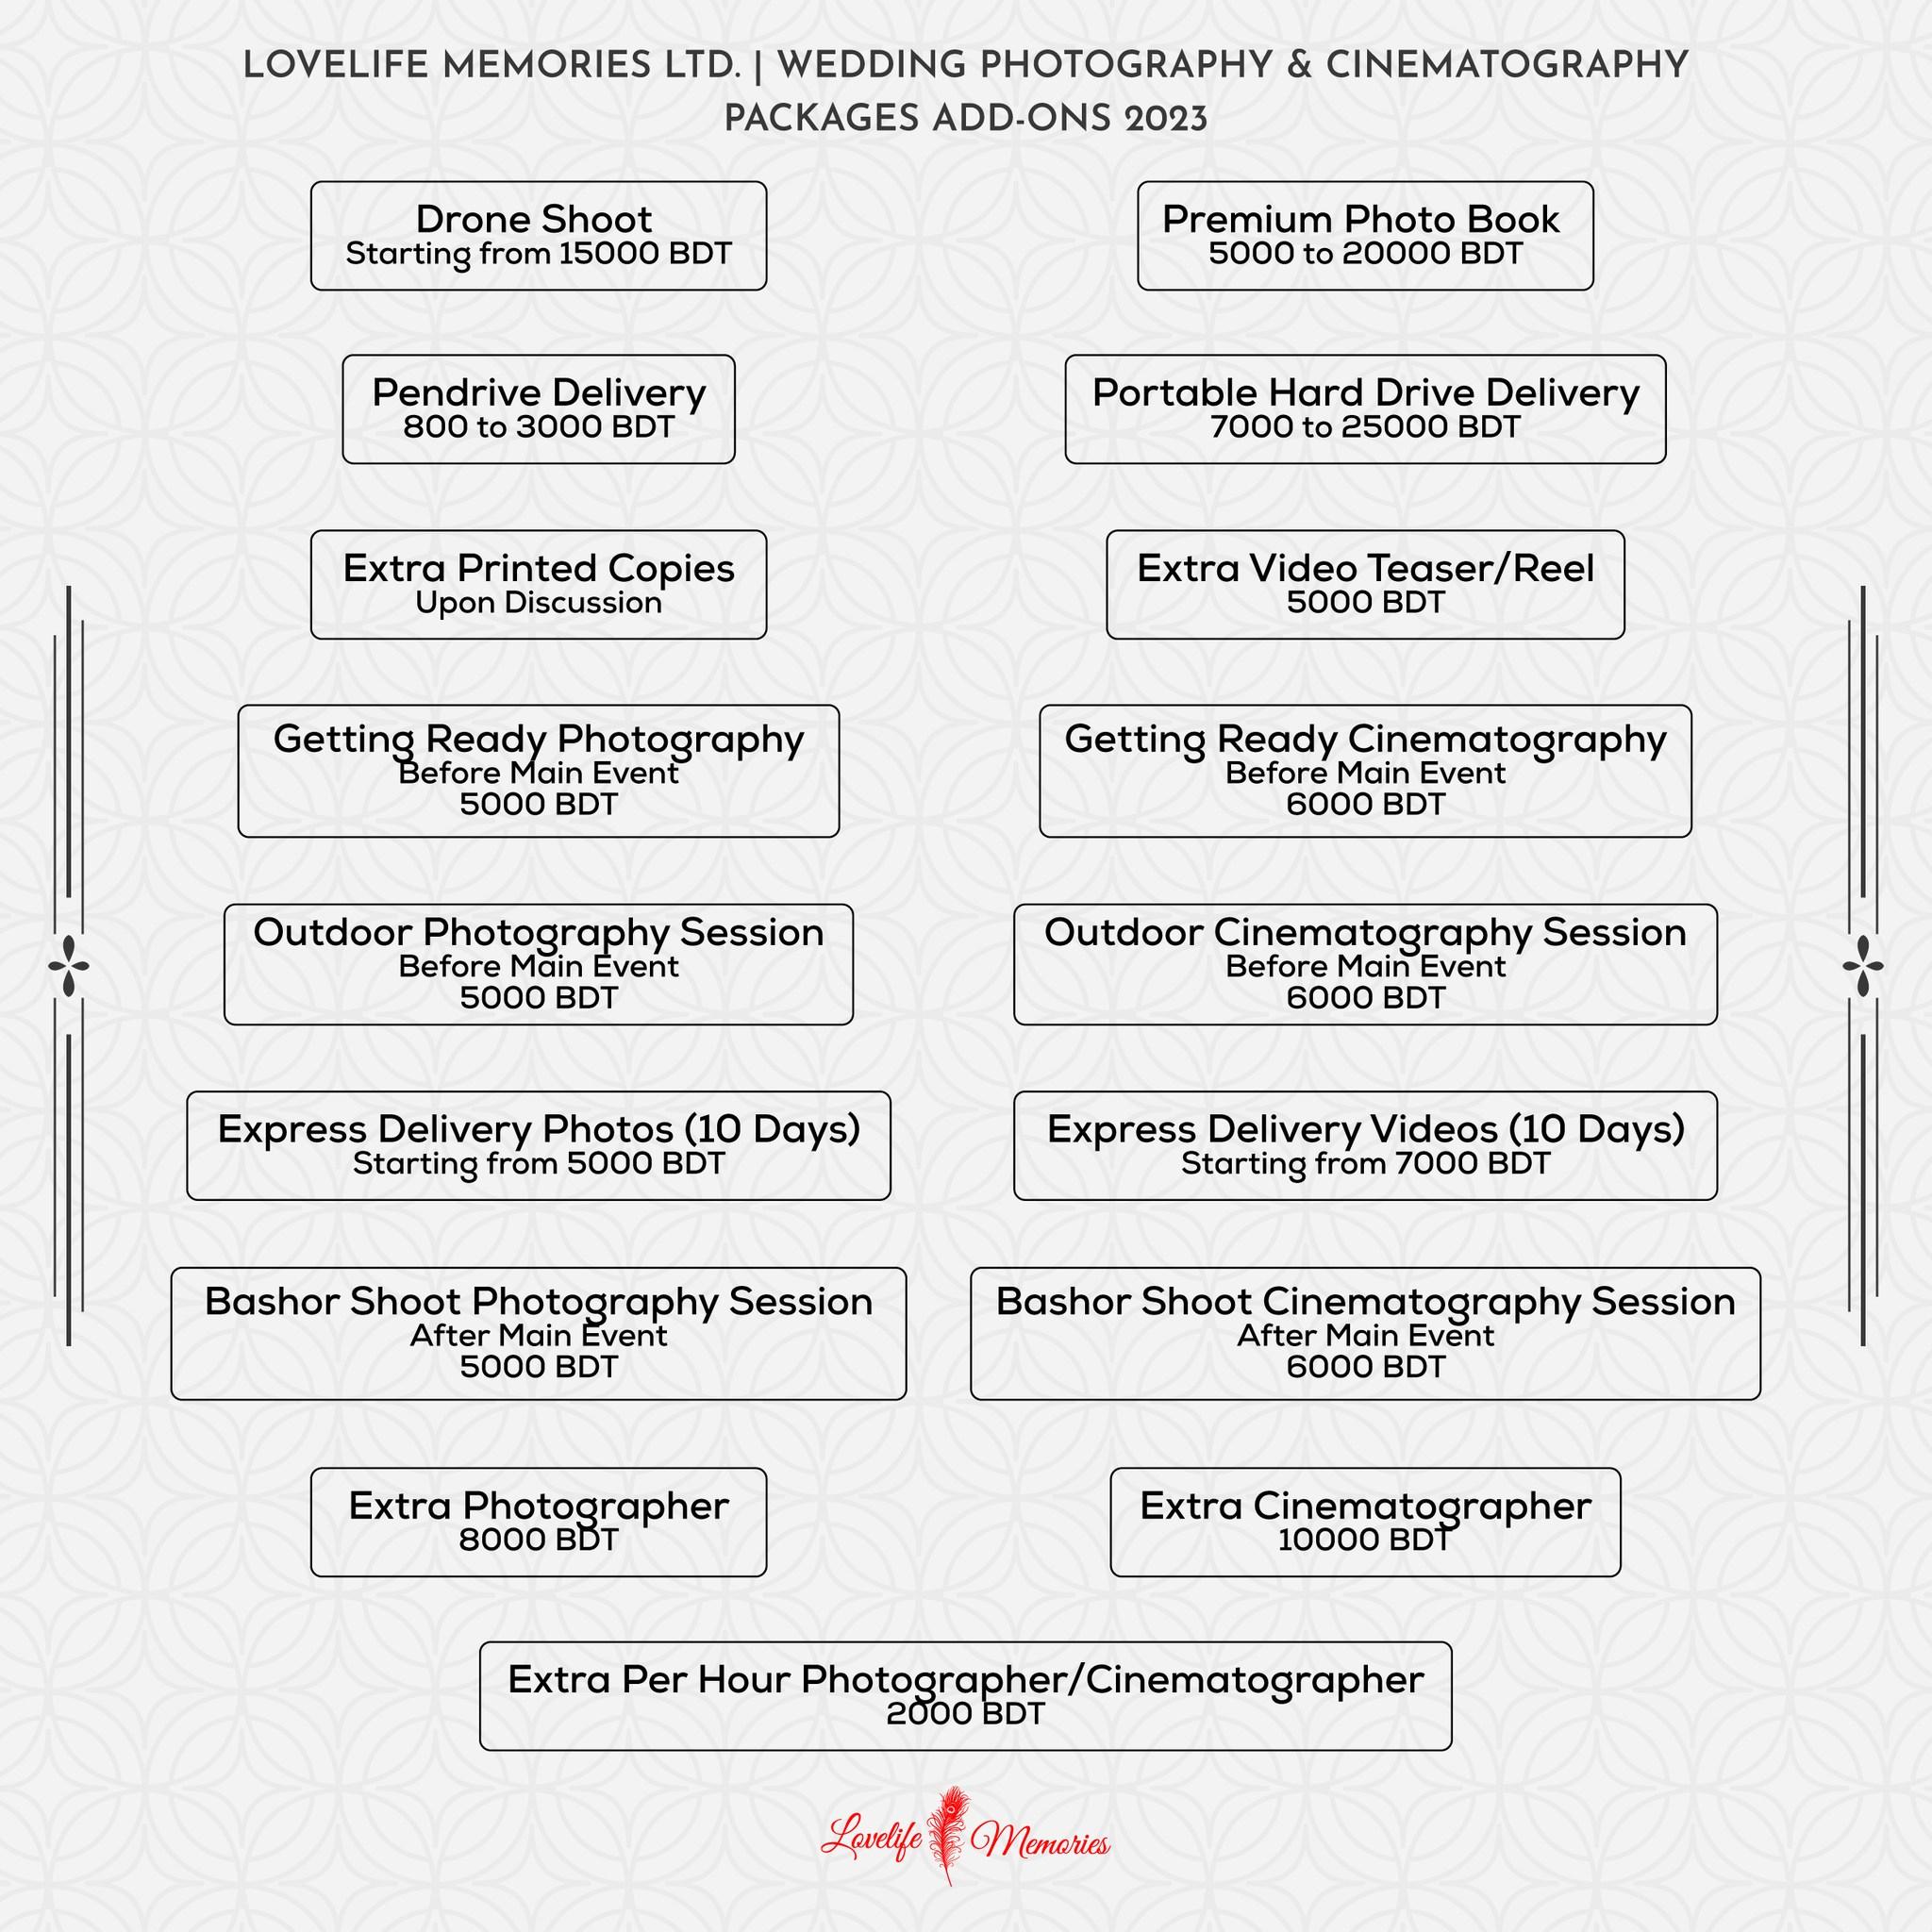 LOVELIFE MEMORIES LTD. | WEDDING PHOTOGRAPHY & CINEMATOGRAPHY
PACKAGES ADD-ONS 2023
Drone Shoot
Starting from 15000 BDT
Premium Photo Book
5000 to 20000 BDT
Pendrive Delivery
800 to 3000 BDT
Portable Hard Drive Delivery
7000 to 25000 BDT
Extra Printed Copies
Upon Discussion
Extra Video Teaser/Reel
5000 BDT
Getting Ready Photography
Before Main Event
5000 BDT
Getting Ready Cinematography
Before Main Event
6000 BDT
Outdoor Photography Session
Before Main Event
5000 BDT
Outdoor Cinematography Session
Before Main Event
6000 BDT
Express Delivery Photos (10 Days)
Starting from 5000 BDT
Express Delivery Videos (10 Days)
Starting from 7000 BDT
Bashor Shoot Photography Session
After Main Event
5000 BDT
Bashor Shoot Cinematography Session
After Main Event
6000 BDT
Extra Photographer
8000 BDT
Extra Cinematographer
10000 BDT
Extra Per Hour Photographer/Cinematographer
2000 BDT
Lovelife Memories